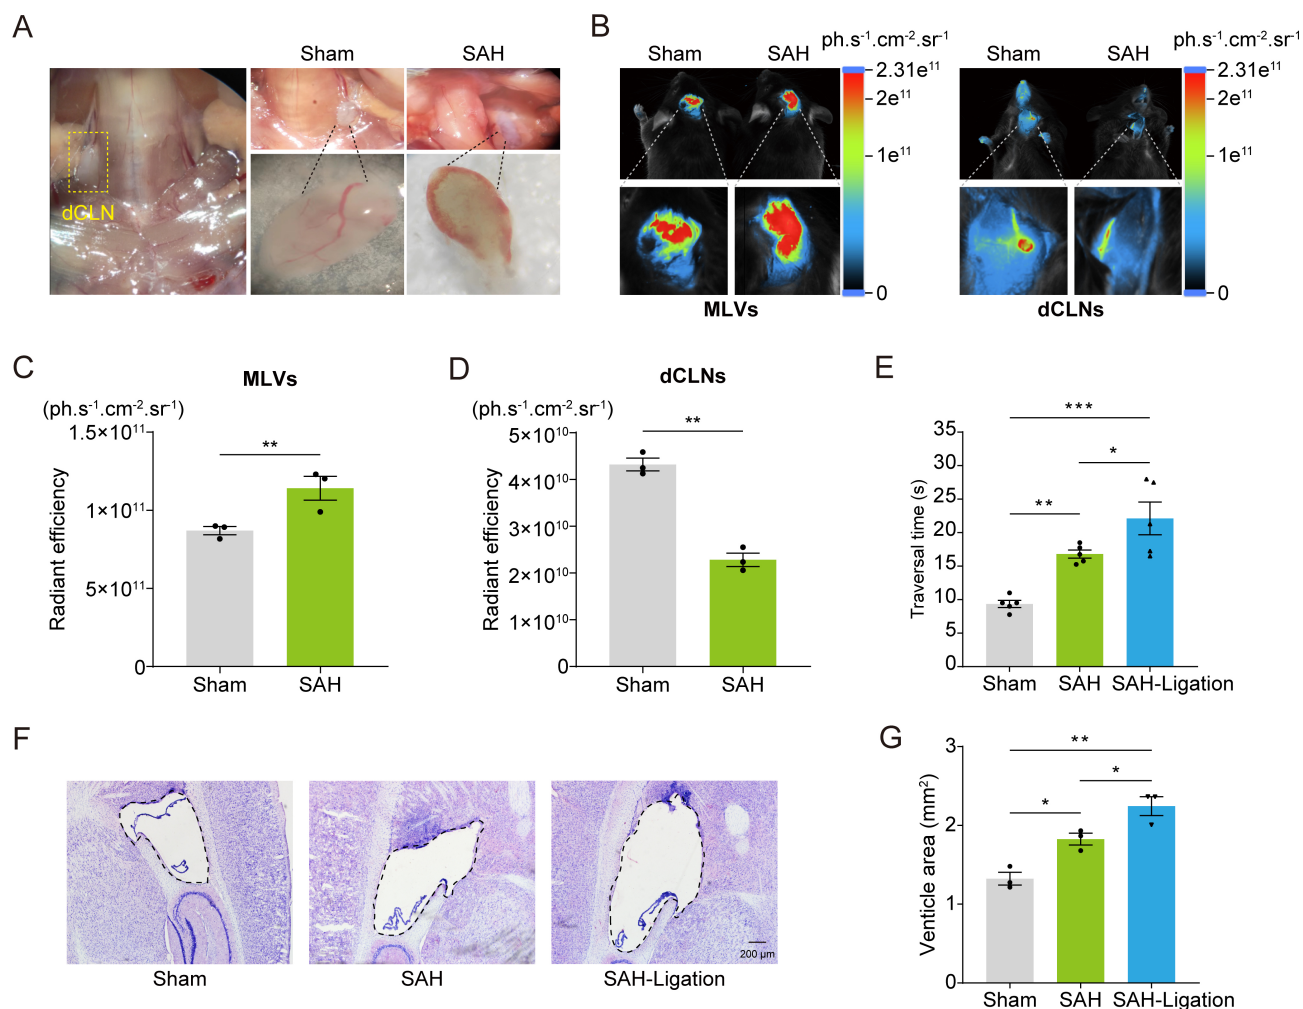 A
Sham
SAH
dCLN
B
Sham
SAH
ph.s⁻¹.cm⁻².sr⁻¹
2.31e¹¹
2e¹¹
1e¹¹
0
MLVs
Sham
SAH
ph.s⁻¹.cm⁻².sr⁻¹
2.31e¹¹
2e¹¹
1e¹¹
0
dCLNs
C
MLVs
(ph.s⁻¹.cm⁻².sr⁻¹)
1.5×10¹¹
1×10¹¹
5×10¹¹
0
Radiant efficiency
**
Sham
SAH
D
dCLNs
(ph.s⁻¹.cm⁻².sr⁻¹)
5×10¹⁰
4×10¹⁰
3×10¹⁰
2×10¹⁰
1×10¹⁰
0
Radiant efficiency
**
Sham
SAH
E
Traversal time (s)
35
30
25
20
15
10
5
0
***
*
**
Sham
SAH
SAH-Ligation
F
200 μm
Sham
SAH
SAH-Ligation
G
Venticle area (mm²)
3
2
1
0
**
*
*
Sham
SAH
SAH-Ligation